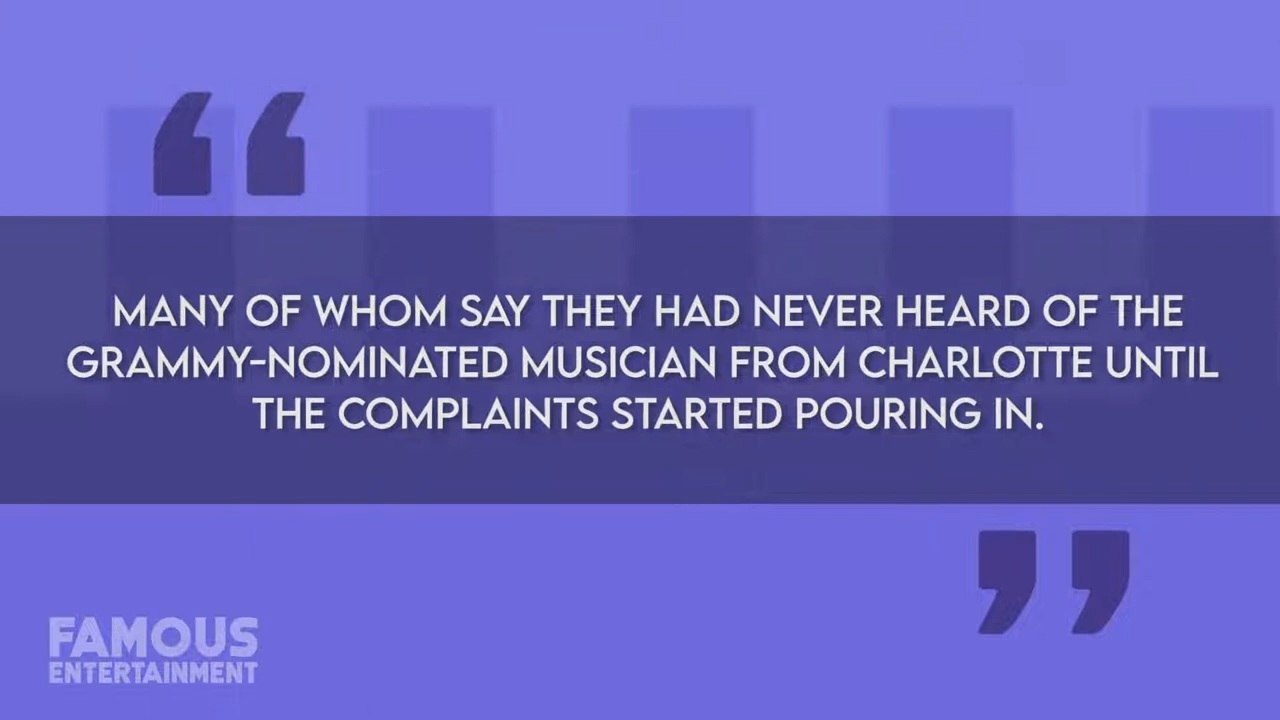 MANY OF WHOM SAY THEY HAD NEVER HEARD OF THE
GRAMMY-NOMINATED MUSICIAN FROM CHARLOTTE UNTIL
THE COMPLAINTS STARTED POURING IN.
FAMOUS
ENTERTAINMENT